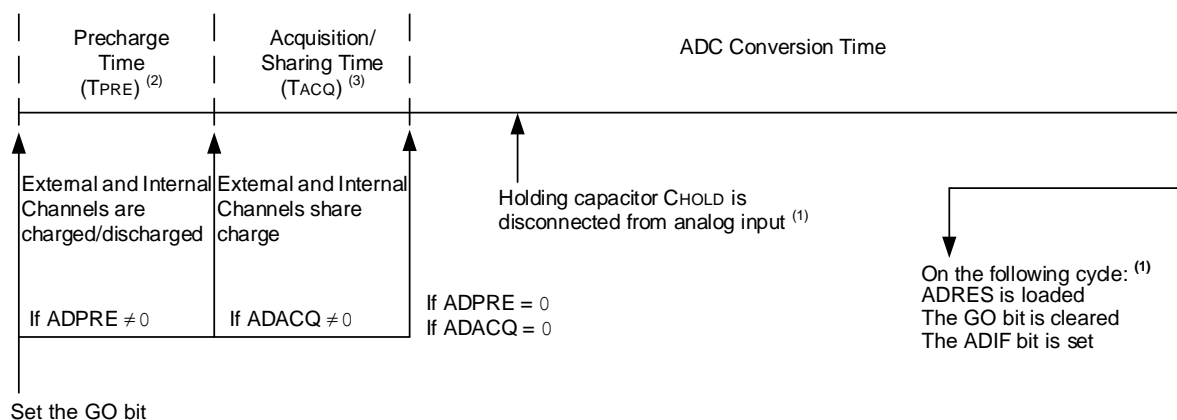 Precharge
Time
(TPRE) (2)
Acquisition/
Sharing Time
(TACQ) (3)
ADC Conversion Time
External and Internal
Channels are
charged/discharged
External and Internal
Channels share
charge
Holding capacitor CHOLD is
disconnected from analog input (1)
If ADPRE ≠ 0
If ADACQ ≠ 0
If ADPRE = 0
If ADACQ = 0
On the following cycle: (1)
ADRES is loaded
The GO bit is cleared
The ADIF bit is set
Set the GO bit